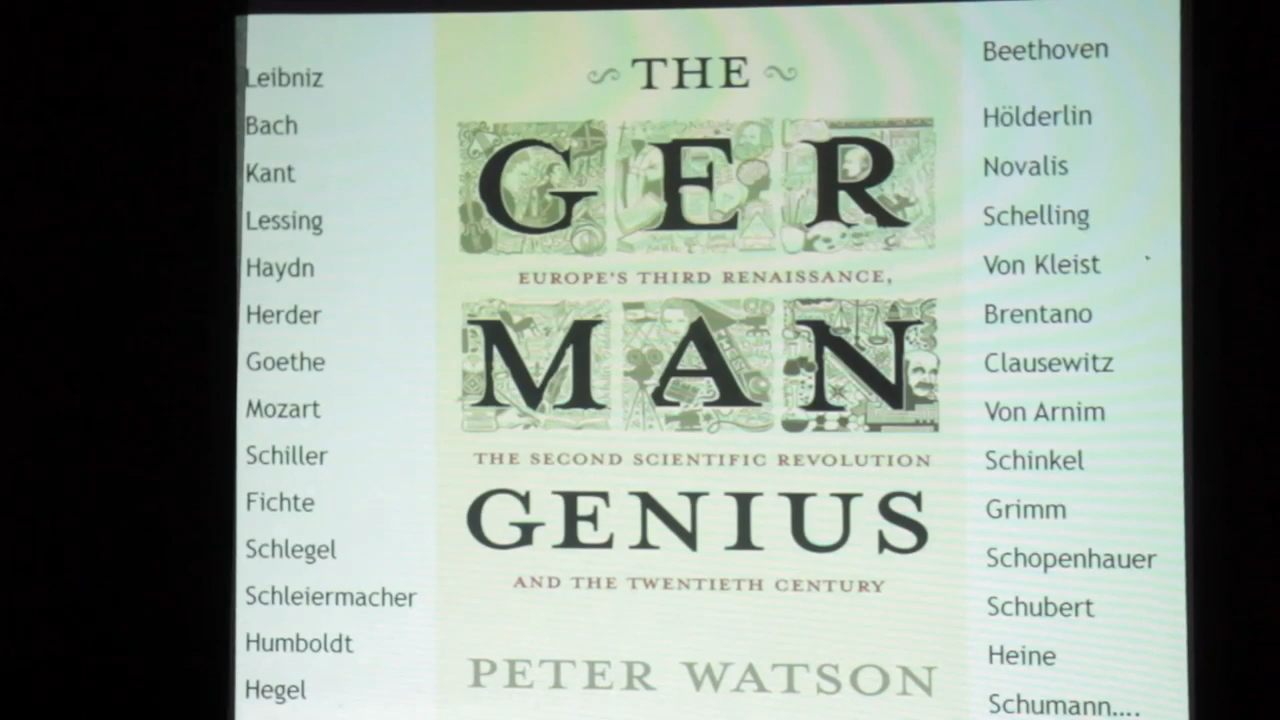 Leibniz
Bach
Kant
Lessing
Haydn
Herder
Goethe
Mozart
Schiller
Fichte
Schlegel
Schleiermacher
Humboldt
Hegel
THE
GER
EUROPE'S THIRD RENAISSANCE,
MAN
THE SECOND SCIENTIFIC REVOLUTION
GENIUS
AND THE TWENTIETH CENTURY
PETER WATSON
Beethoven
Hölderlin
Novalis
Schelling
Von Kleist
Brentano
Clausewitz
Von Arnim
Schinkel
Grimm
Schopenhauer
Schubert
Heine
Schumann....